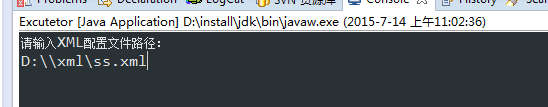 Problems Declaration LogCat SVN 资源库 Console History Search
Excutetor [Java Application] D:\install\jdk\bin\javaw.exe (2015-7-14 上午11:02:36)
请输入XML配置文件路径：
D:\\xml\ss.xml